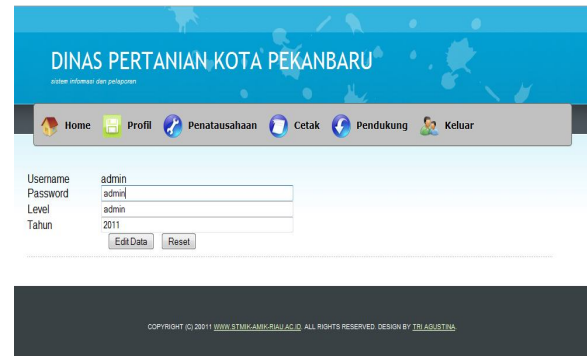 DINAS PERTANIAN KOTA PEKANBARU
sistem informasi dan pelaporan
Home Profil Penatausahaan Cetak Pendukung Keluar
Username admin
Password admin
Level admin
Tahun 2011
Edit Data Reset
COPYRIGHT (C) 20011 WWW.STMIK-AMIK-RIAU.AC.ID. ALL RIGHTS RESERVED. DESIGN BY TRI AGUSTINA.